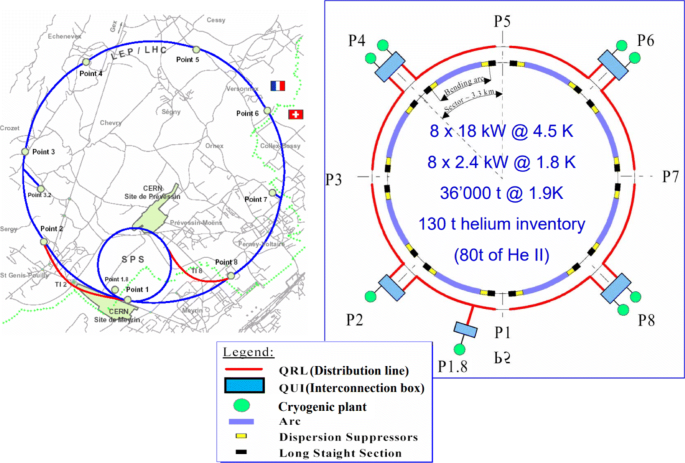 Echenevex
Gex
Cessy
LEP/LHC
Point 5
Point 4
Versonnex
Point 6
Ségny
Chevry
Crozet
Ornex
Collex-Bossy
Point 3
CERN
Site de Prévessin
Point 3.2
Point 7
Sergy
Point 2
Prévessin-Moëns
Ferney-Voltaire
SPS
St Genis-Pouilly
TI 2
Point 1.8
TI 8
Point 8
Point 1
CERN
Site de Meyrin
Meyrin
P5
P4
P6
Bending arc
Sector ~ 3.3 km
8 x 18 kW @ 4.5 K
8 x 2.4 kW @ 1.8 K
P3
36'000 t @ 1.9K
P7
130 t helium inventory
(80t of He II)
P2
P8
P1
P1.8
Legend:
QRL(Distribution line)
QUI(Interconnection box)
Cryogenic plant
Arc
Dispersion Suppressors
Long Staight Section